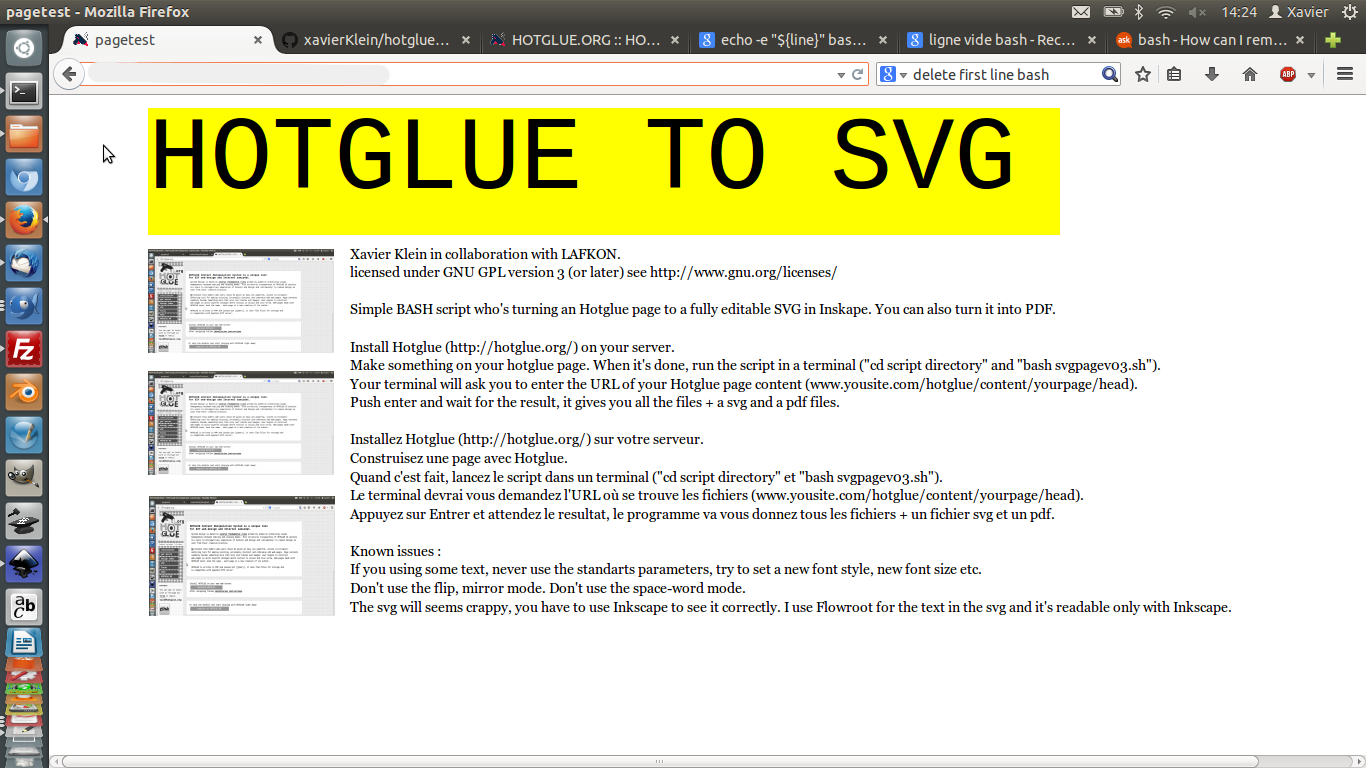 pagetest - Mozilla Firefox
14:24
Xavier
pagetest
xavierKlein/hotglue...
HOTGLUE.ORG :: HO...
echo -e "${line}" bas...
ligne vide bash - Rec...
ask
bash - How can I rem...
delete first line bash
ABP
HOTGLUE TO SVG
Xavier Klein in collaboration with LAFKON.
licensed under GNU GPL version 3 (or later) see http://www.gnu.org/licenses/
Simple BASH script who's turning an Hotglue page to a fully editable SVG in Inskape. You can also turn it into PDF.
Install Hotglue (http://hotglue.org/) on your server.
Make something on your hotglue page. When it's done, run the script in a terminal ("cd script directory" and "bash svgpagev03.sh").
Your terminal will ask you to enter the URL of your Hotglue page content (www.yousite.com/hotglue/content/yourpage/head).
Push enter and wait for the result, it gives you all the files + a svg and a pdf files.
Installez Hotglue (http://hotglue.org/) sur votre serveur.
Construisez une page avec Hotglue.
Quand c'est fait, lancez le script dans un terminal ("cd script directory" et "bash svgpagev03.sh").
Le terminal devrai vous demandez l'URL où se trouve les fichiers (www.yousite.com/hotglue/content/yourpage/head).
Appuyez sur Entrer et attendez le resultat, le programme va vous donnez tous les fichiers + un fichier svg et un pdf.
Known issues :
If you using some text, never use the standarts parameters, try to set a new font style, new font size etc.
Don't use the flip, mirror mode. Don't use the space-word mode.
The svg will seems crappy, you have to use Inkscape to see it correctly. I use Flowroot for the text in the svg and it's readable only with Inkscape.